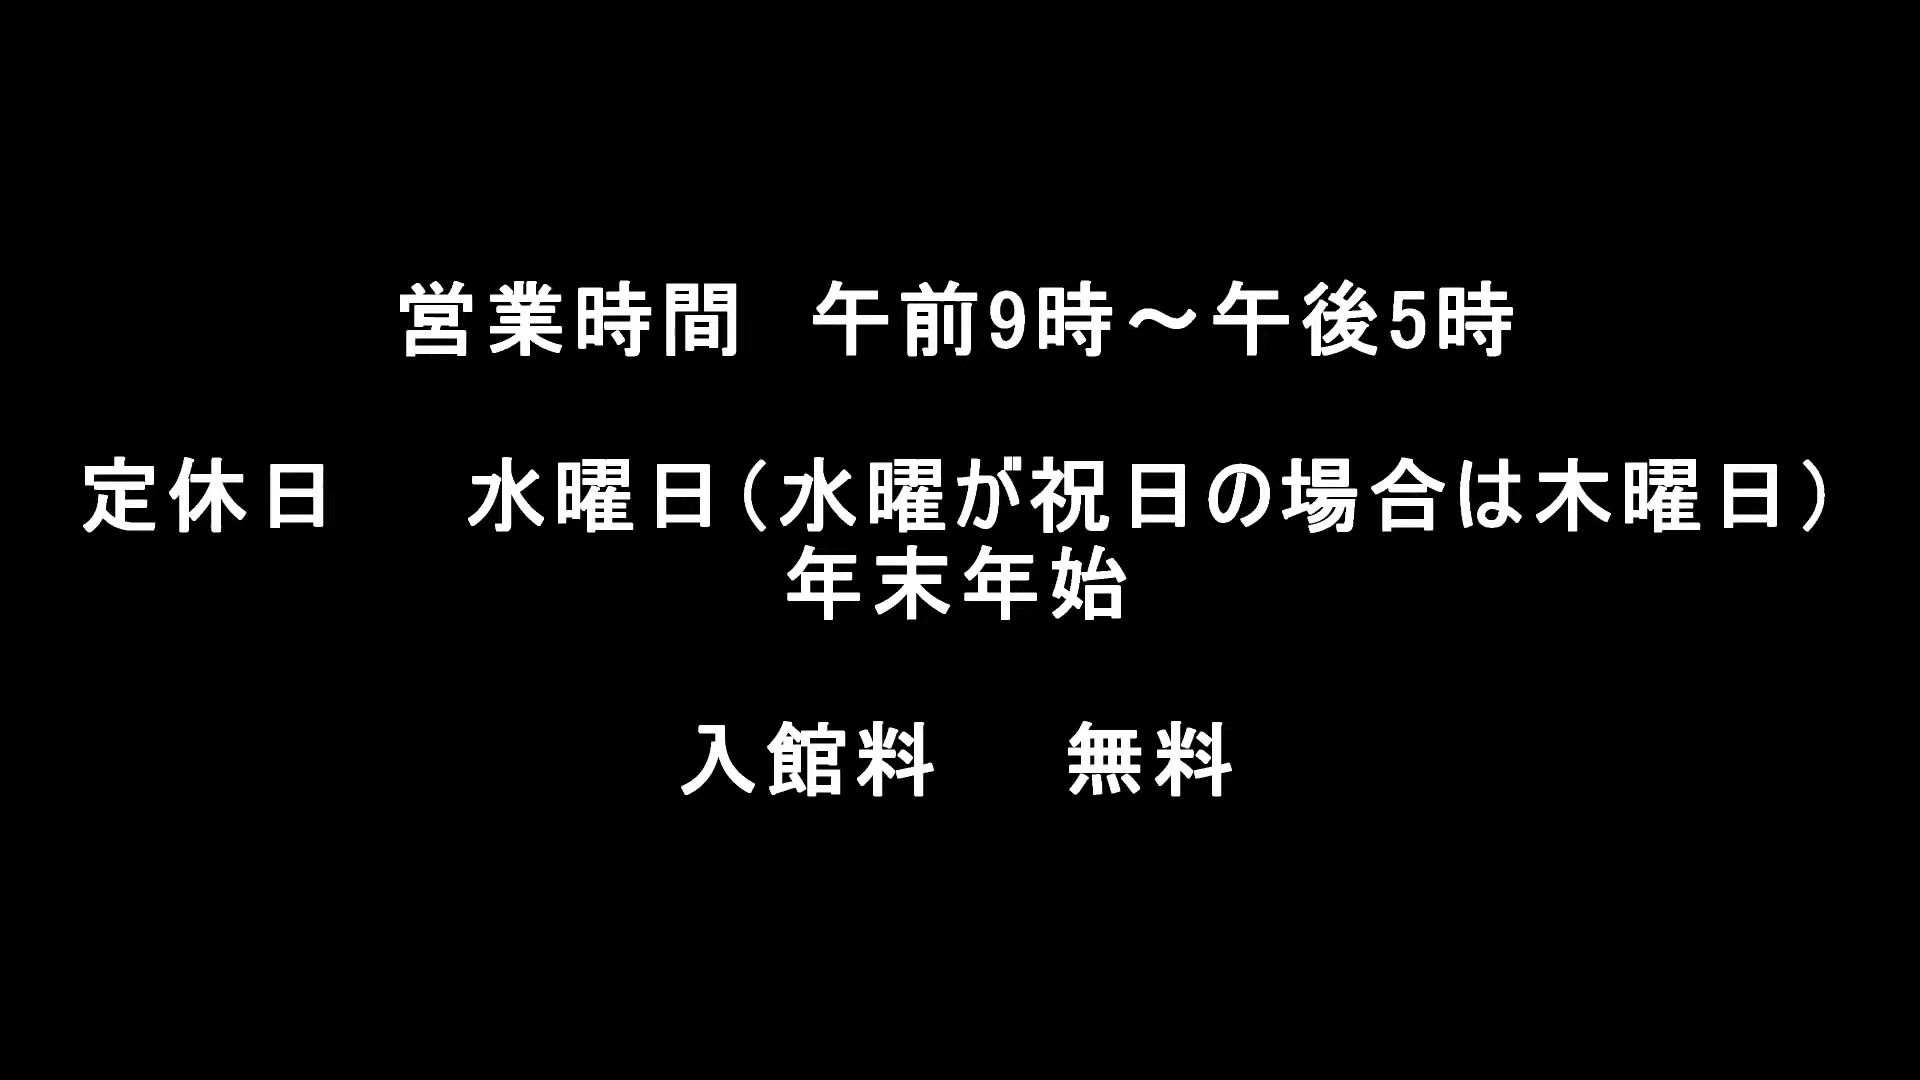 営業時間　午前9時～午後5時
定休日　 水曜日(水曜が祝日の場合は木曜日)
年末年始
入館料　 無料